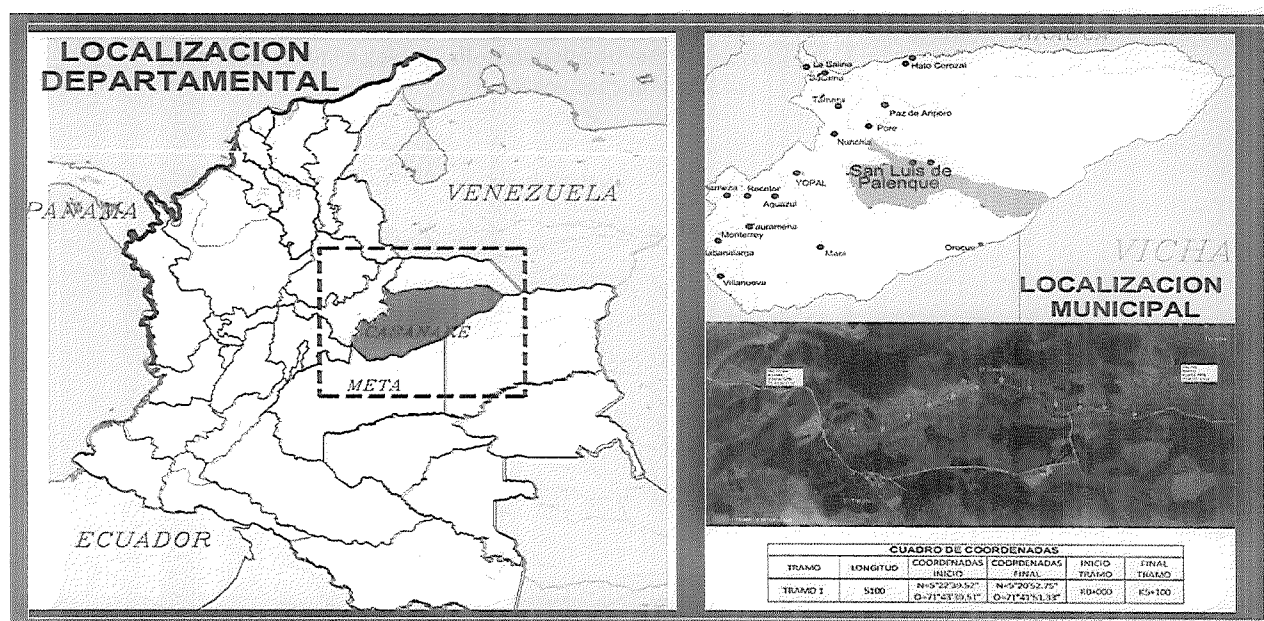 LOCALIZACION
DEPARTAMENTAL
PANAMA
VENEZUELA
CASANARE
META
ECUADOR
La Salina
Sácama
Hato Corozal
Támara
Paz de Ariporo
Pore
Nunchía
San Luis de
Palenque
YOPAL
Recetor
Aguazul
Tauramena
Monterrey
Maní
Orocue
Villanueva
VICHA
LOCALIZACION
MUNICIPAL
CUADRO DE COORDENADAS
TRAMO LONGITUD COORDENADAS INICIO COORDENADAS FINAL INICIO TRAMO FINAL TRAMO
TRAMO 1 5100 N=5°22'39.52" O=71°43'39.51" N=5°20'52.75" O=71°41'51.33" K0+000 K5+100